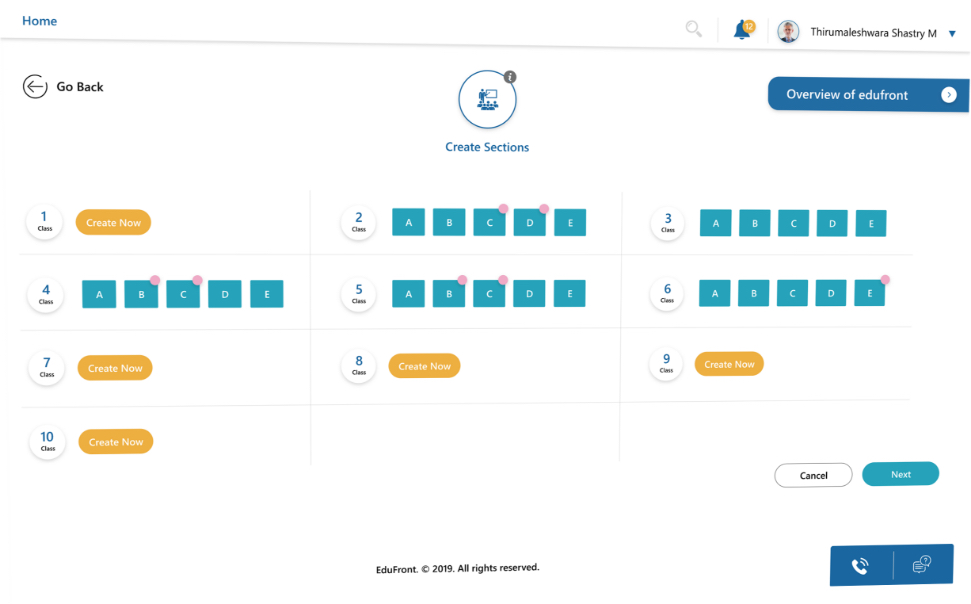 Home
12
Thirumaleshwara Shastry M
Go Back
i
Overview of edufront
Create Sections
1 Class Create Now
2 Class A B C D E
3 Class A B C D E
4 Class A B C D E
5 Class A B C D E
6 Class A B C D E
7 Class Create Now
8 Class Create Now
9 Class Create Now
10 Class Create Now
Cancel Next
EduFront. © 2019. All rights reserved.
?